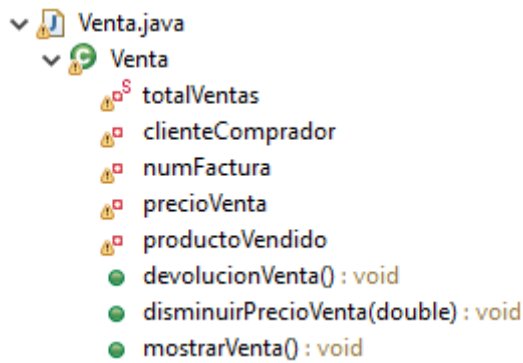 Venta.java
Venta
totalVentas
clienteComprador
numFactura
precioVenta
productoVendido
devolucionVenta() : void
disminuirPrecioVenta(double) : void
mostrarVenta() : void